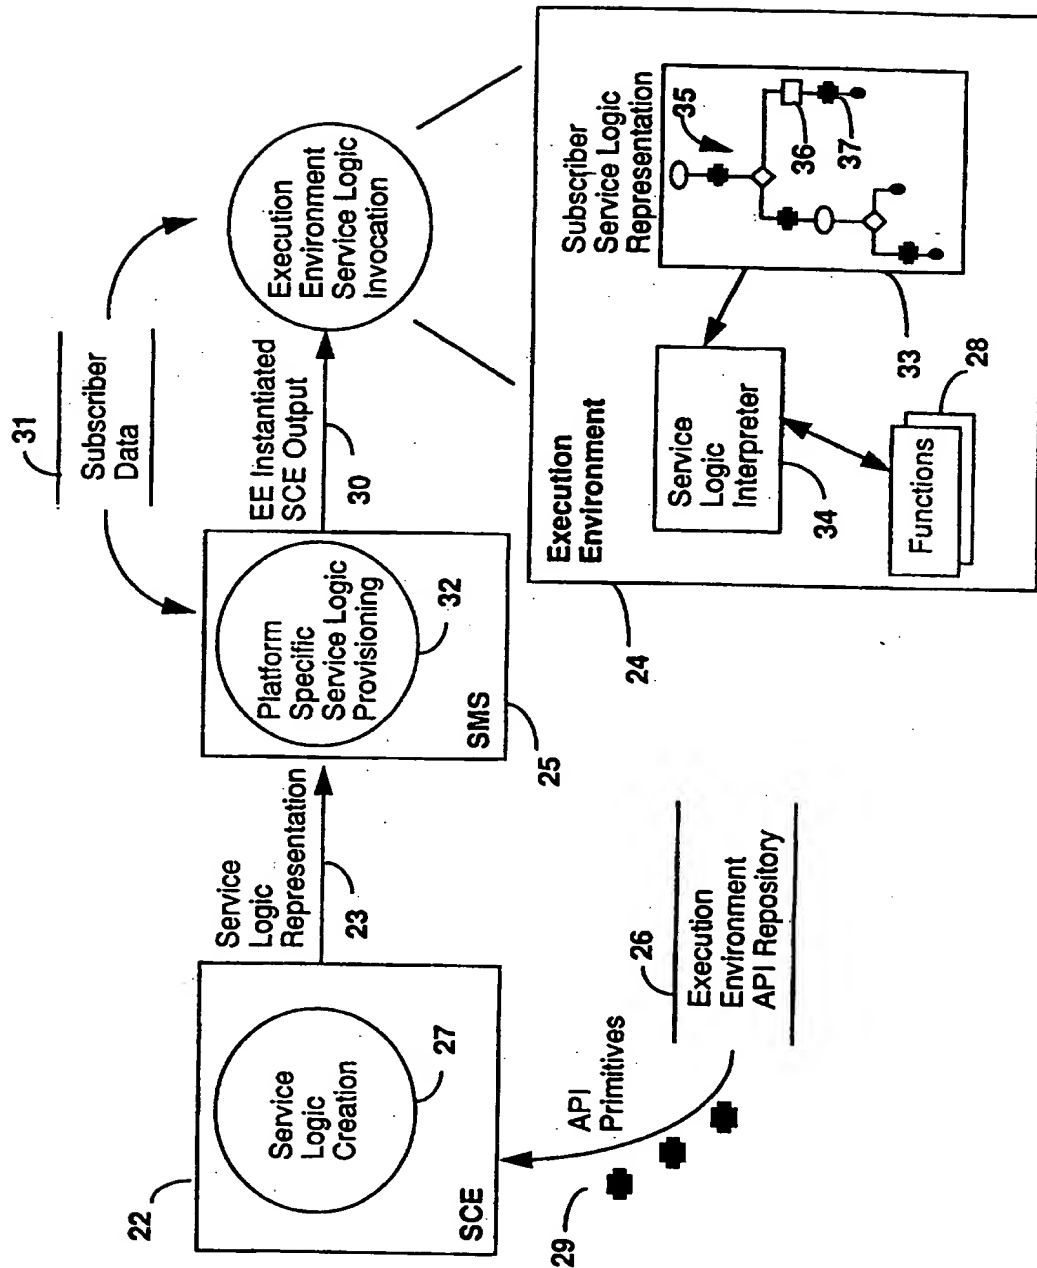 31
Subscriber
Data
22
Service
Logic
Creation
27
SCE
Service
Logic
Representation
23
Platform
Specific
Service Logic
Provisioning
32
SMS
25
EE Instantiated
SCE Output
30
Execution
Environment
Service Logic
Invocation
29
API
Primitives
26
Execution
Environment
API Repository
24
Execution
Environment
Service
Logic
Interpreter
34
Functions
28
Subscriber
Service Logic
Representation
35
36
37
33